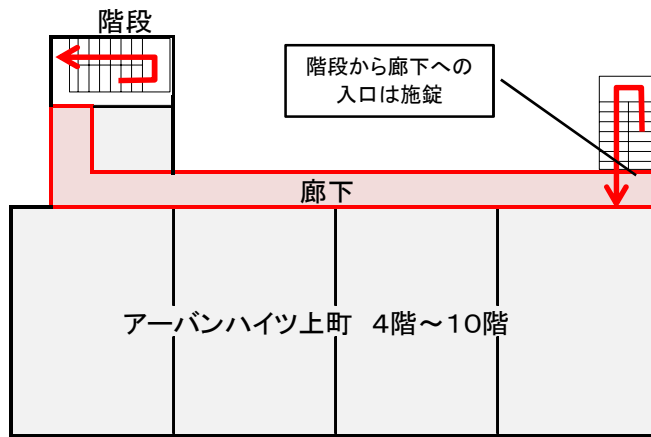 階段
階段から廊下への
入口は施錠
廊下
アーバンハイツ上町　4階～10階